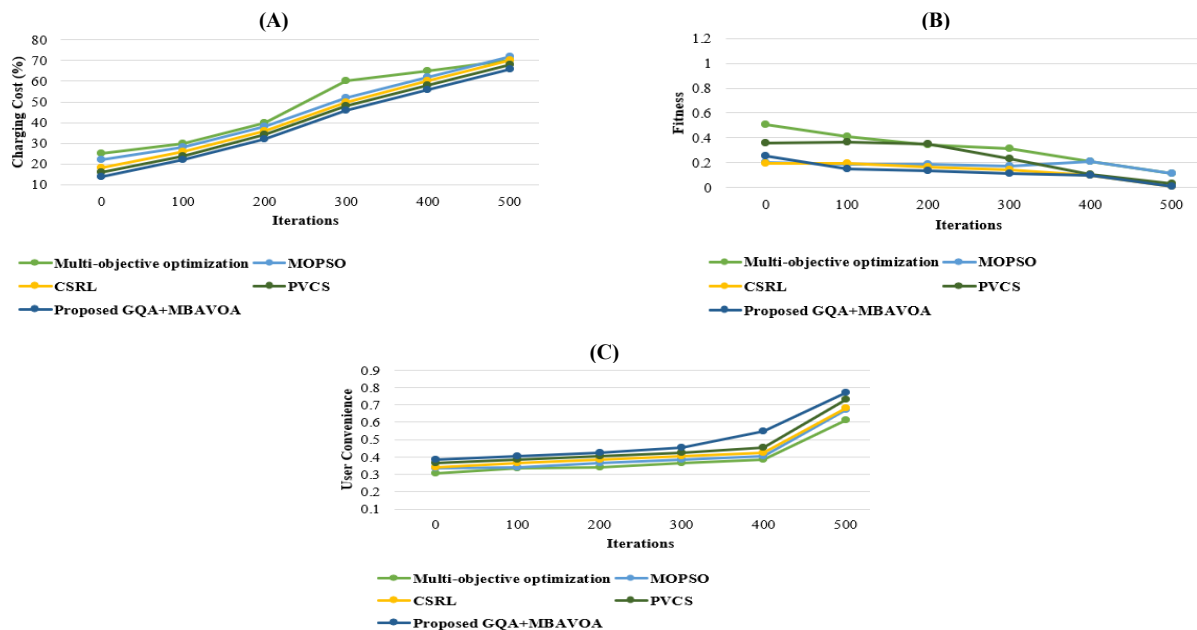 (A)
80
70
60
50
40
30
20
10
Charging Cost (%)
0 100 200 300 400 500
Iterations
Multi-objective optimization MOPSO
CSRL PVCS
Proposed GQA+MBAVOA
(B)
1.2
1
0.8
0.6
0.4
0.2
0
Fitness
0 100 200 300 400 500
Iterations
Multi-objective optimization MOPSO
CSRL PVCS
Proposed GQA+MBAVOA
(C)
0.9
0.8
0.7
0.6
0.5
0.4
0.3
0.2
0.1
User Convenience
0 100 200 300 400 500
Iterations
Multi-objective optimization MOPSO
CSRL PVCS
Proposed GQA+MBAVOA